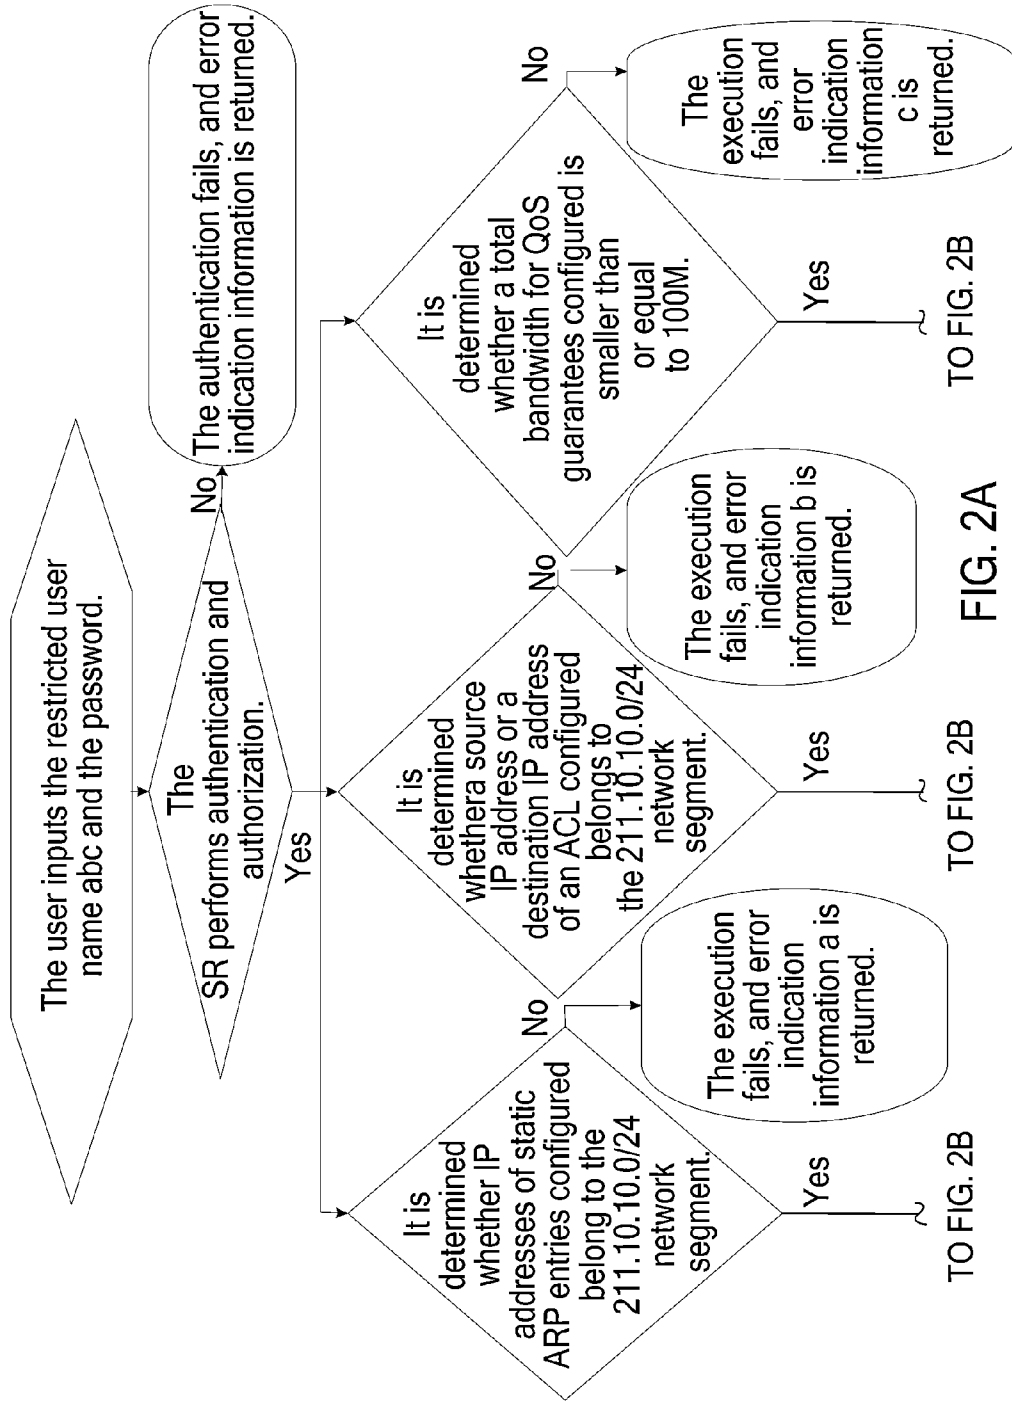 The user inputs the restricted user
name abc and the password.
The
SR performs authentication and
authorization.
No
The authentication fails, and error
indication information is returned.
Yes
It is
determined
whether IP
addresses of static
ARP entries configured
belong to the
211.10.10.0/24
network
segment.
No
The execution
fails, and error
indication
information a is
returned.
Yes
TO FIG. 2B
It is
determined
whethera source
IP address or a
destination IP address
of an ACL configured
belongs to
the 211.10.10.0/24
network
segment.
No
The execution
fails, and error
indication
information b is
returned.
Yes
TO FIG. 2B
It is
determined
whether a total
bandwidth for QoS
guarantees configured is
smaller than
or equal
to 100M.
No
The
execution
fails, and
error
indication
information
c is
returned.
Yes
TO FIG. 2B
FIG. 2A